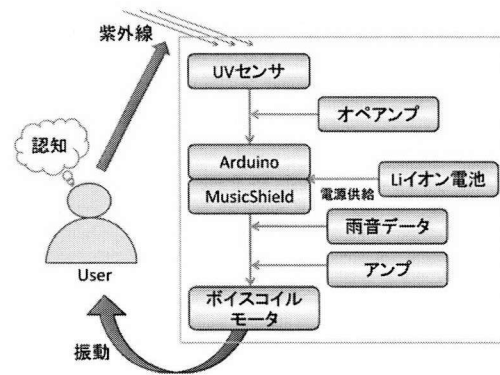 紫外線
UVセンサ
オペアンプ
認知
Arduino
MusicShield
Liイオン電池
電源供給
雨音データ
User
アンプ
ボイスコイル
モータ
振動